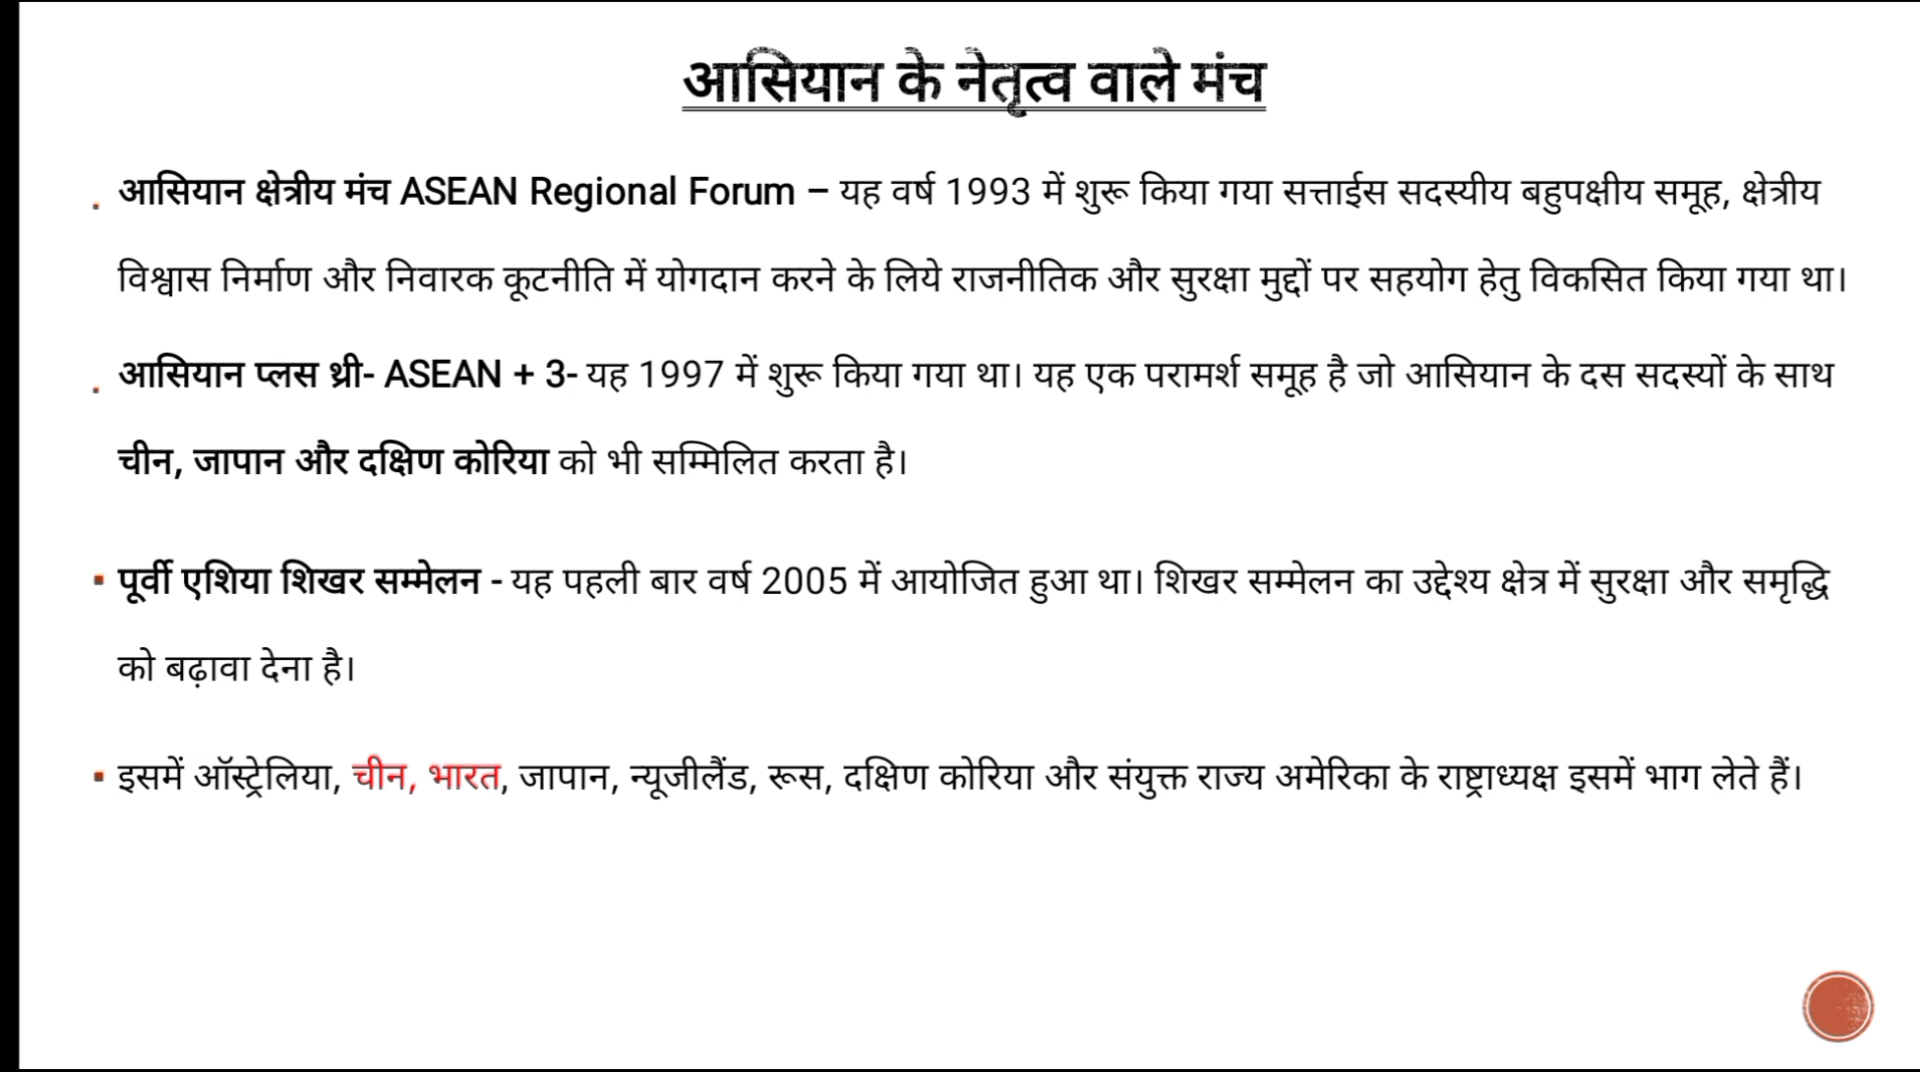 आसियान के नेतृत्व वाले मंच
. आसियान क्षेत्रीय मंच ASEAN Regional Forum – यह वर्ष 1993 में शुरू किया गया सत्ताईस सदस्यीय बहुपक्षीय समूह, क्षेत्रीय
विश्वास निर्माण और निवारक कूटनीति में योगदान करने के लिये राजनीतिक और सुरक्षा मुद्दों पर सहयोग हेतु विकसित किया गया था।
. आसियान प्लस थ्री- ASEAN + 3- यह 1997 में शुरू किया गया था। यह एक परामर्श समूह है जो आसियान के दस सदस्यों के साथ
चीन, जापान और दक्षिण कोरिया को भी सम्मिलित करता है।
▪ पूर्वी एशिया शिखर सम्मेलन - यह पहली बार वर्ष 2005 में आयोजित हुआ था। शिखर सम्मेलन का उद्देश्य क्षेत्र में सुरक्षा और समृद्धि
को बढ़ावा देना है।
▪ इसमें ऑस्ट्रेलिया, चीन, भारत, जापान, न्यूजीलैंड, रूस, दक्षिण कोरिया और संयुक्त राज्य अमेरिका के राष्ट्राध्यक्ष इसमें भाग लेते हैं।